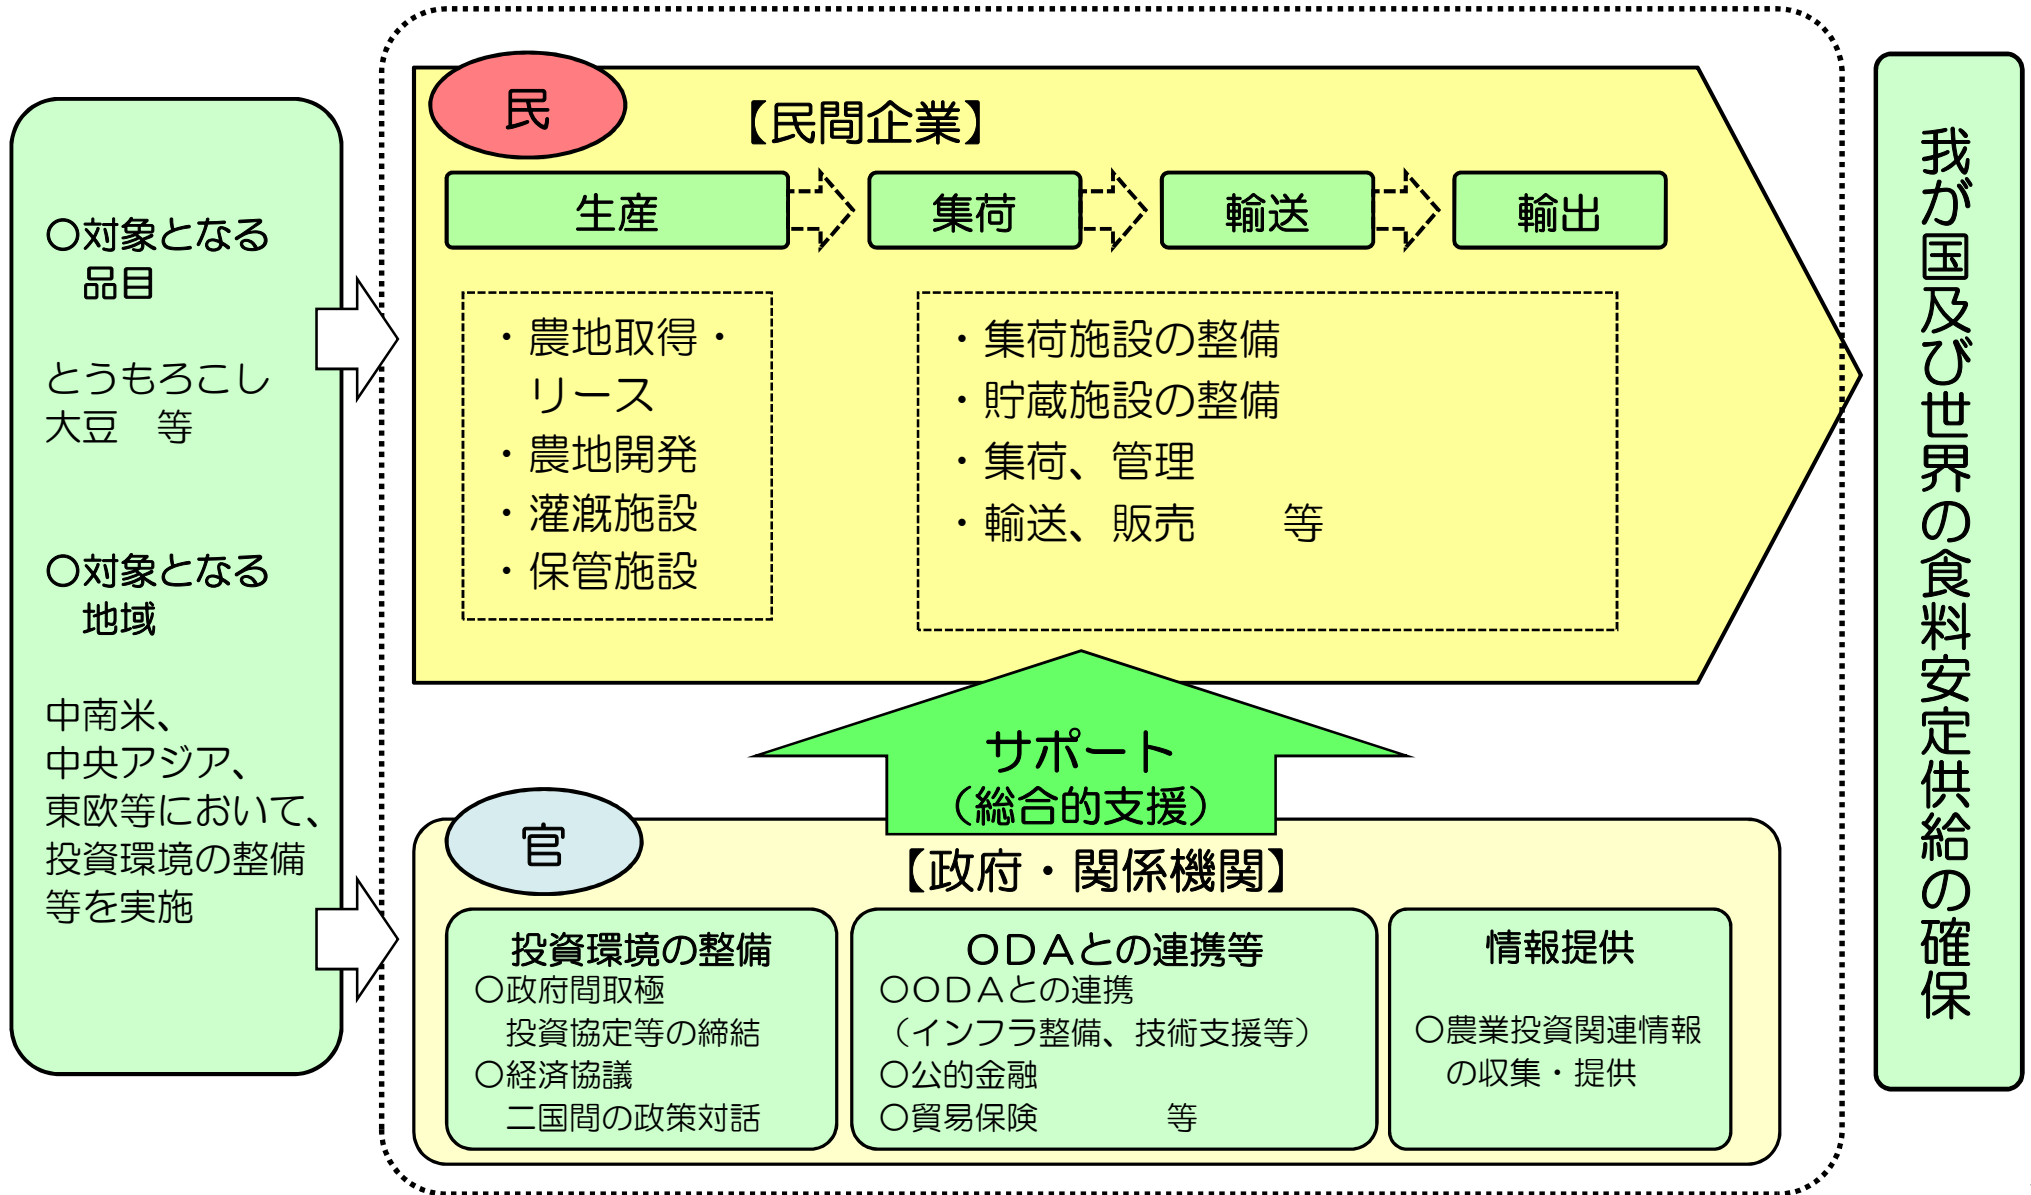 ○対象となる
品目
とうもろこし
大豆　等
○対象となる
地域
中南米、
中央アジア、
東欧等において、
投資環境の整備
等を実施
民
【民間企業】
生産
集荷
輸送
輸出
・農地取得・
リース
・農地開発
・灌漑施設
・保管施設
・集荷施設の整備
・貯蔵施設の整備
・集荷、管理
・輸送、販売　　等
サポート
（総合的支援）
官
【政府・関係機関】
投資環境の整備
○政府間取極
投資協定等の締結
○経済協議
二国間の政策対話
ＯＤＡとの連携等
○ＯＤＡとの連携
（インフラ整備、技術支援等）
○公的金融
○貿易保険　　　　等
情報提供
○農業投資関連情報
の収集・提供
我が国及び世界の食料安定供給の確保